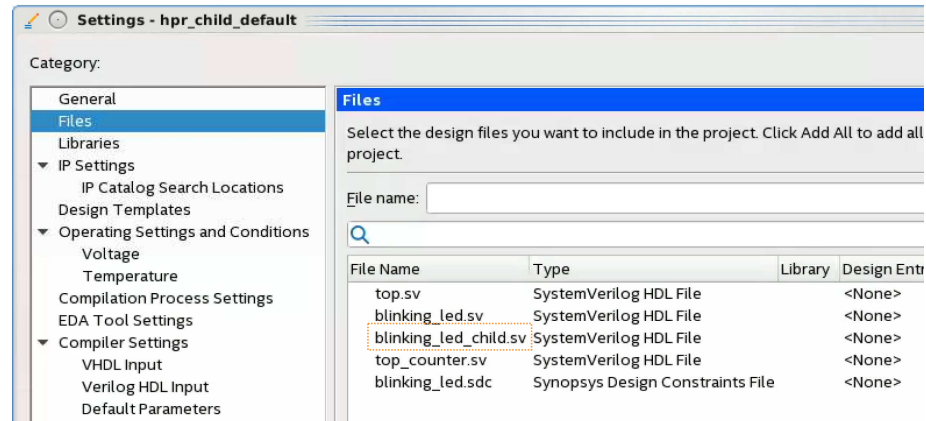 Settings - hpr_child_default
Category:
General
Files
Libraries
IP Settings
IP Catalog Search Locations
Design Templates
Operating Settings and Conditions
Voltage
Temperature
Compilation Process Settings
EDA Tool Settings
Compiler Settings
VHDL Input
Verilog HDL Input
Default Parameters
Files
Select the design files you want to include in the project. Click Add All to add all
project.
File name:
File Name Type Library Design Entr
top.sv SystemVerilog HDL File <None>
blinking_led.sv SystemVerilog HDL File <None>
blinking_led_child.sv SystemVerilog HDL File <None>
top_counter.sv SystemVerilog HDL File <None>
blinking_led.sdc Synopsys Design Constraints File <None>